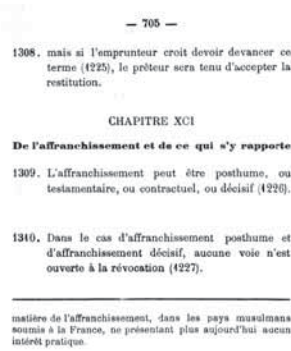 — 705 —
1308. mais si l'emprunteur croit devoir devancer ce
terme (1225), le prêteur sera tenu d'accepter la
restitution.
CHAPITRE XCI
De l'affranchissement et de ce qui s'y rapporte
1309. L'affranchissement peut être posthume, ou
testamentaire, ou contractuel, ou décisif (1226).
1310. Dans le cas d'affranchissement posthume et
d'affranchissement décisif, aucune voie n'est
ouverte à la révocation (1227).
matière de l'affranchissement, dans les pays musulmans
soumis à la France, ne présentant plus aujourd'hui aucun
intérêt pratique.